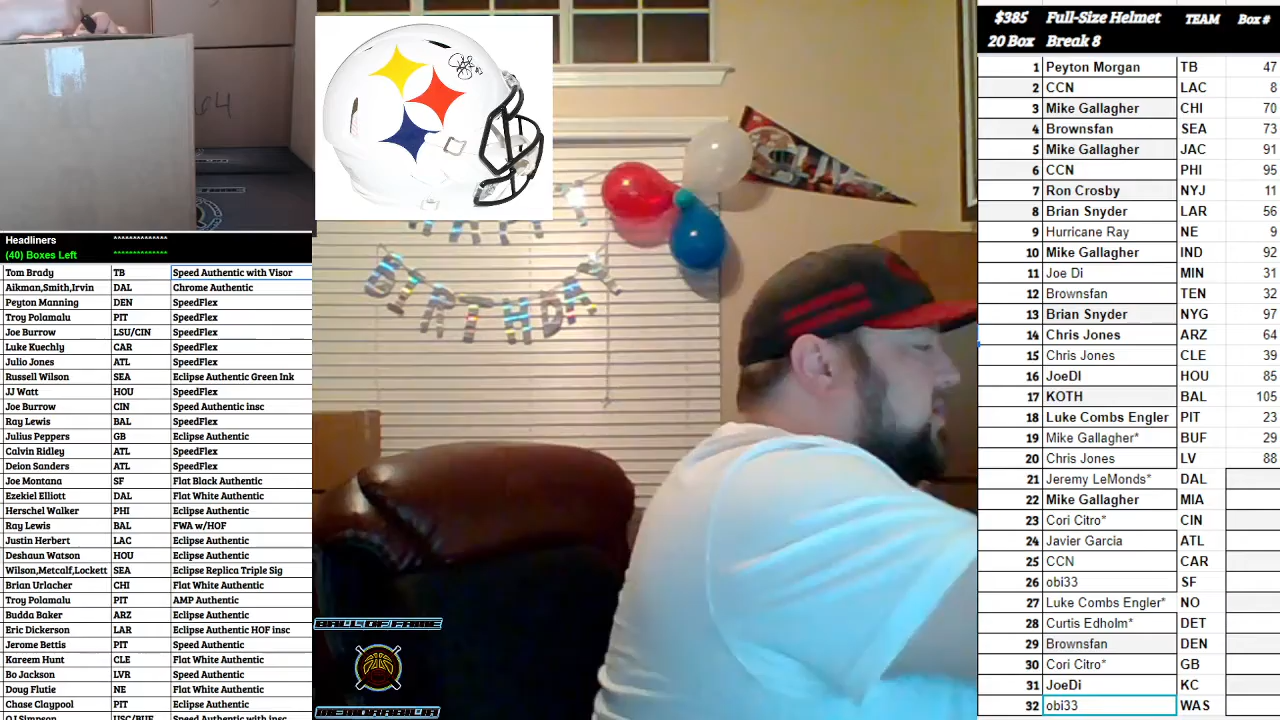 64
Headliners **************
(40) Boxes Left **************
Tom Brady TB Speed Authentic with Visor
Aikman,Smith,Irvin DAL Chrome Authentic
Peyton Manning DEN SpeedFlex
Troy Polamalu PIT SpeedFlex
Joe Burrow LSU/CIN SpeedFlex
Luke Kuechly CAR SpeedFlex
Julio Jones ATL SpeedFlex
Russell Wilson SEA Eclipse Authentic Green Ink
JJ Watt HOU SpeedFlex
Joe Burrow CIN Speed Authentic insc
Ray Lewis BAL SpeedFlex
Julius Peppers GB Eclipse Authentic
Calvin Ridley ATL SpeedFlex
Deion Sanders ATL SpeedFlex
Joe Montana SF Flat Black Authentic
Ezekiel Elliott DAL Flat White Authentic
Herschel Walker PHI Eclipse Authentic
Ray Lewis BAL FWA w/HOF
Justin Herbert LAC Eclipse Authentic
Deshaun Watson HOU Eclipse Authentic
Wilson,Metcalf,Lockett SEA Eclipse Replica Triple Sig
Brian Urlacher CHI Flat White Authentic
Troy Polamalu PIT AMP Authentic
Budda Baker ARZ Eclipse Authentic
Eric Dickerson LAR Eclipse Authentic HOF insc
Jerome Bettis PIT Speed Authentic
Kareem Hunt CLE Flat White Authentic
Bo Jackson LVR Speed Authentic
Doug Flutie NE Flat White Authentic
Chase Claypool PIT Eclipse Authentic
OJ Simpson USC/BUF Speed Authentic with insc
BIRTHDAY
BALL OF FAME
MEMORABILIA
$385 Full-Size Helmet TEAM Box #
20 Box Break 8
1 Peyton Morgan TB 47
2 CCN LAC 8
3 Mike Gallagher CHI 70
4 Brownsfan SEA 73
5 Mike Gallagher JAC 91
6 CCN PHI 95
7 Ron Crosby NYJ 11
8 Brian Snyder LAR 56
9 Hurricane Ray NE 9
10 Mike Gallagher IND 92
11 Joe Di MIN 31
12 Brownsfan TEN 32
13 Brian Snyder NYG 97
14 Chris Jones ARZ 64
15 Chris Jones CLE 39
16 JoeDI HOU 85
17 KOTH BAL 105
18 Luke Combs Engler PIT 23
19 Mike Gallagher* BUF 29
20 Chris Jones LV 88
21 Jeremy LeMonds* DAL
22 Mike Gallagher MIA
23 Cori Citro* CIN
24 Javier Garcia ATL
25 CCN CAR
26 obi33 SF
27 Luke Combs Engler* NO
28 Curtis Edholm* DET
29 Brownsfan DEN
30 Cori Citro* GB
31 JoeDi KC
32 obi33 WAS